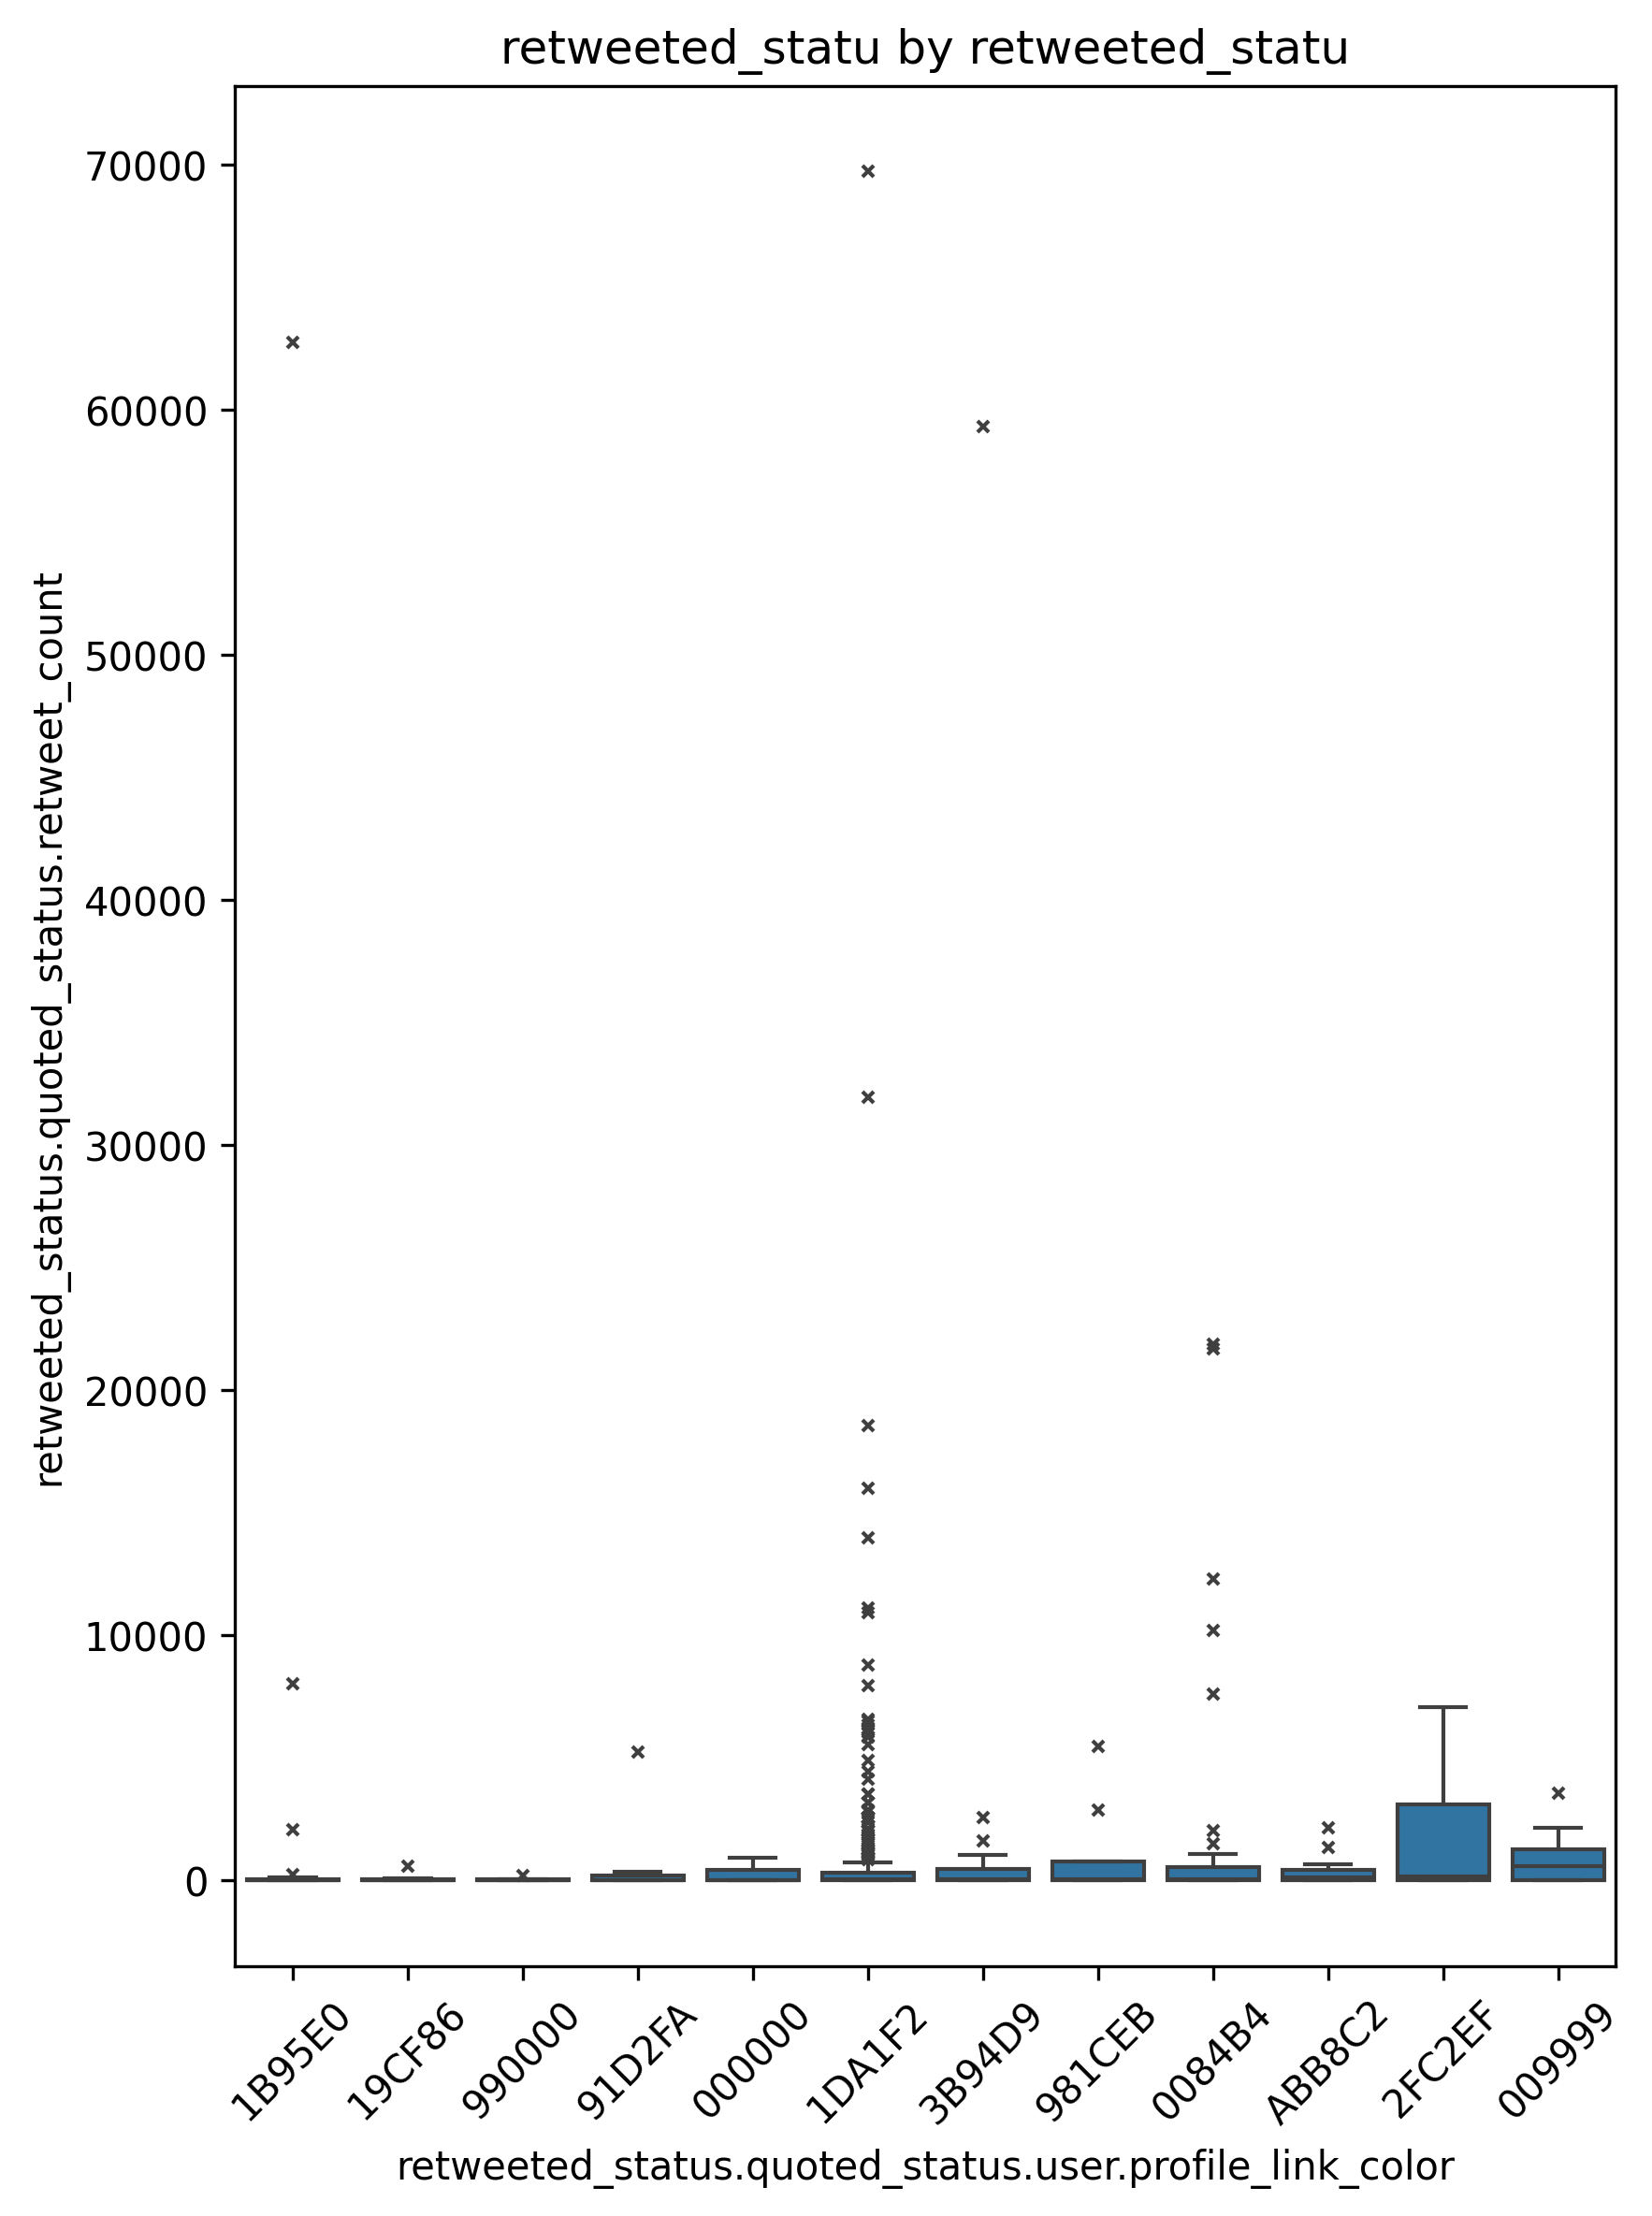 retweeted_statu by retweeted_statu
retweeted_status.quoted_status.retweet_count
70000
60000
50000
40000
30000
20000
10000
0
1B95E0
19CF86
990000
91D2FA
000000
1DA1F2
3B94D9
981CEB
0084B4
ABB8C2
2FC2EF
009999
retweeted_status.quoted_status.user.profile_link_color